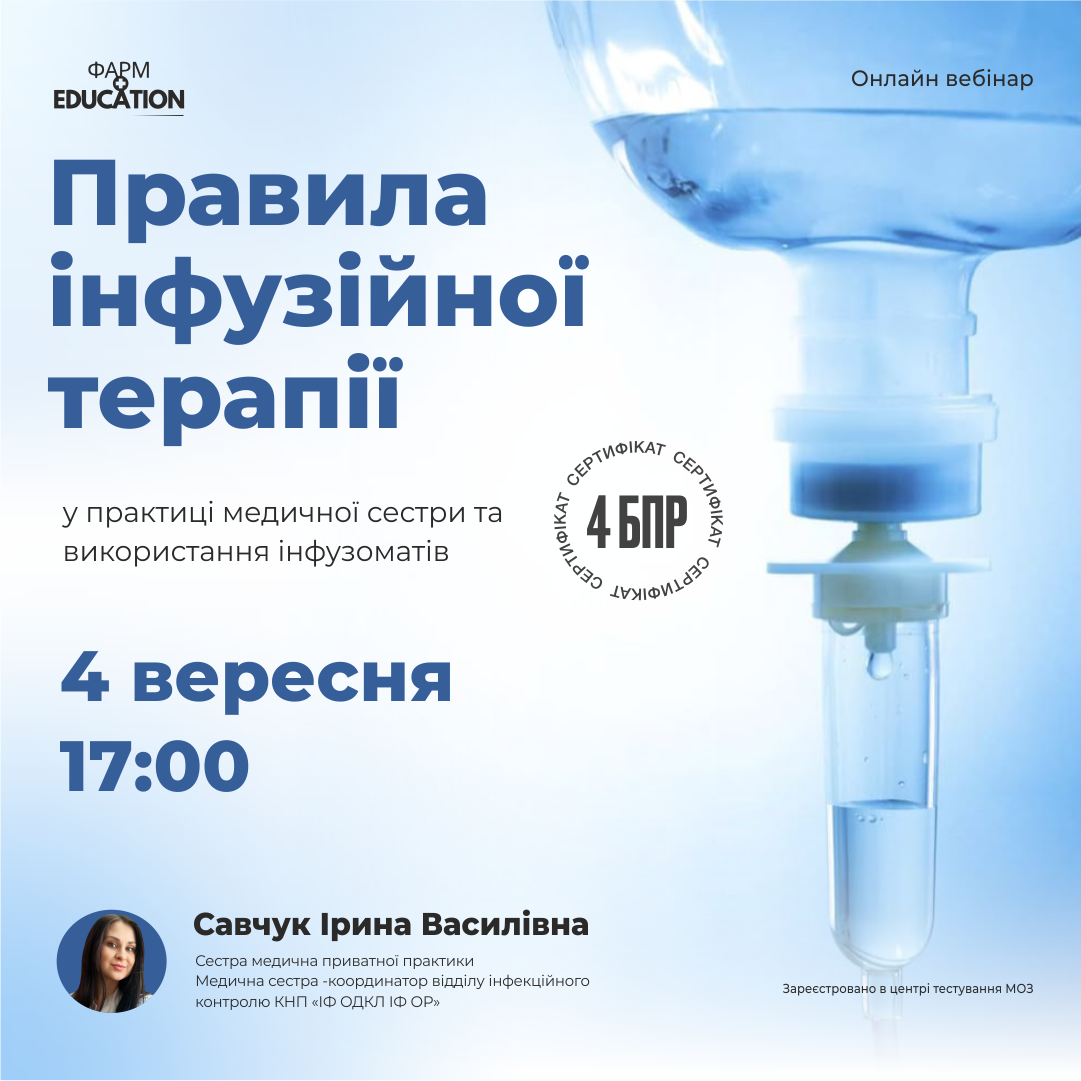 ФАРМ
EDUCATION
Онлайн вебінар
Правила
інфузійної
терапії
у практиці медичної сестри та
використання інфузоматів
СЕРТИФІКАТ СЕРТИФІКАТ СЕРТИФІКАТ СЕРТИФІКАТ
4 БПР
4 вересня
17:00
Савчук Ірина Василівна
Сестра медична приватної практики
Медична сестра -координатор відділу інфекційного
контролю КНП «ІФ ОДКЛ ІФ ОР»
Зареєстровано в центрі тестування МОЗ